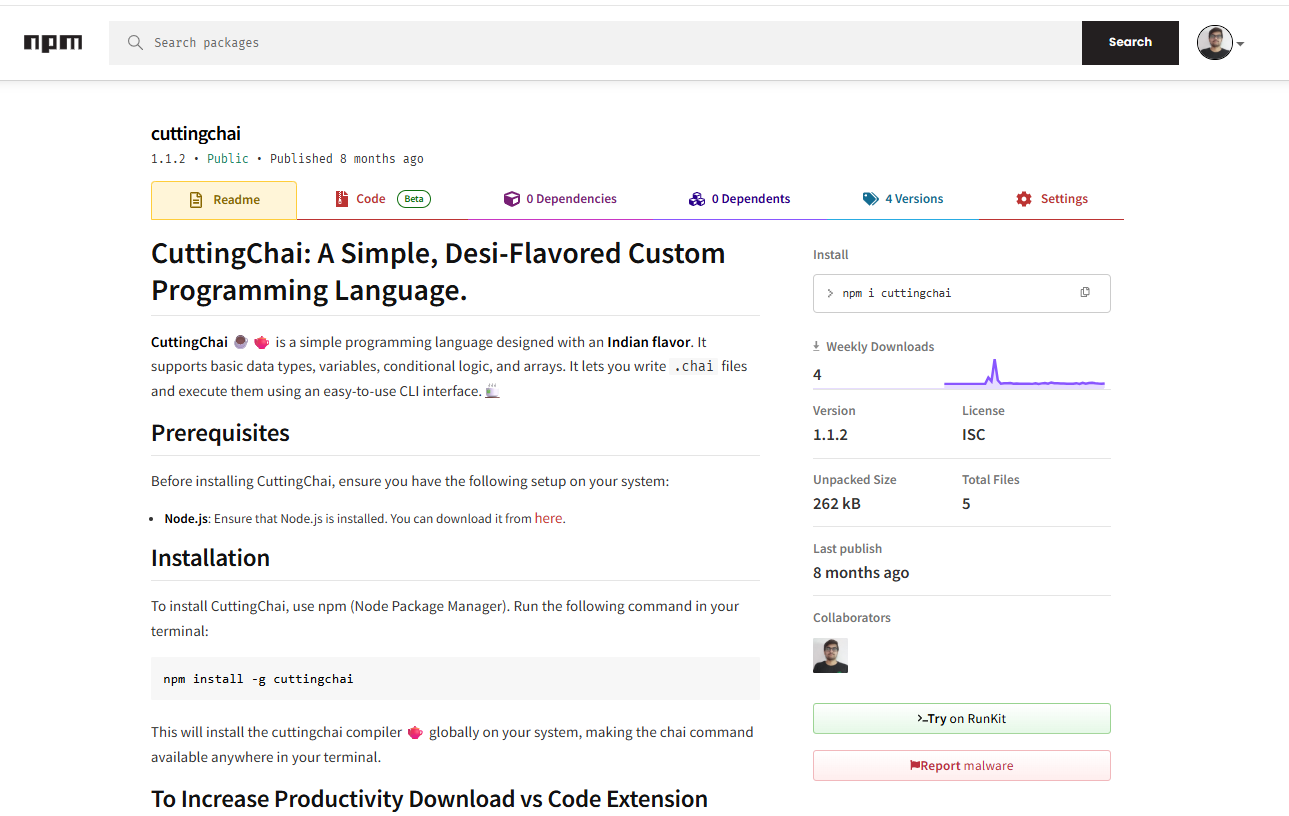 npm
Search packages
Search
cuttingchai
1.1.2 • Public • Published 8 months ago
Readme
Code Beta
0 Dependencies
0 Dependents
4 Versions
Settings
CuttingChai: A Simple, Desi-Flavored Custom
Programming Language.
CuttingChai is a simple programming language designed with an Indian flavor. It
supports basic data types, variables, conditional logic, and arrays. It lets you write .chai files
and execute them using an easy-to-use CLI interface.
Prerequisites
Before installing CuttingChai, ensure you have the following setup on your system:
• Node.js: Ensure that Node.js is installed. You can download it from here.
Installation
To install CuttingChai, use npm (Node Package Manager). Run the following command in your
terminal:
npm install -g cuttingchai
This will install the cuttingchai compiler globally on your system, making the chai command
available anywhere in your terminal.
To Increase Productivity Download vs Code Extension
Install
> npm i cuttingchai
Weekly Downloads
4
Version
License
1.1.2
ISC
Unpacked Size
Total Files
262 kB
5
Last publish
8 months ago
Collaborators
>_Try on RunKit
Report malware